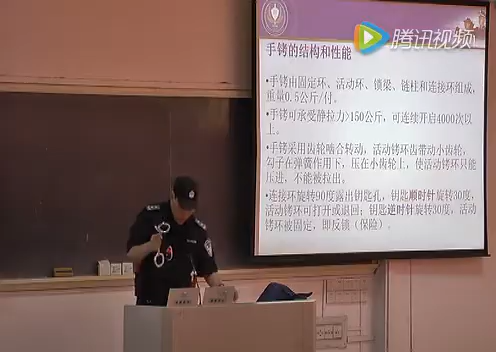 腾讯视频
手铐的结构和性能
•手铐由固定环、活动环、锁梁、链柱和连接环组成，
重量0.5公斤/付。
•手铐可承受静拉力>150公斤，可连续开启4000次以
上。
•手铐采用齿轮啮合转动，活动铐环齿带动小齿轮，
勾子在弹簧作用下，压在小齿轮上，使活动铐环只能
压进，不能被拉出。
•连接环旋转90度露出钥匙孔，钥匙顺时针旋转30度，
活动铐环可打开或退回；钥匙逆时针旋转30度，活动
铐环被固定，即反锁（保险）。